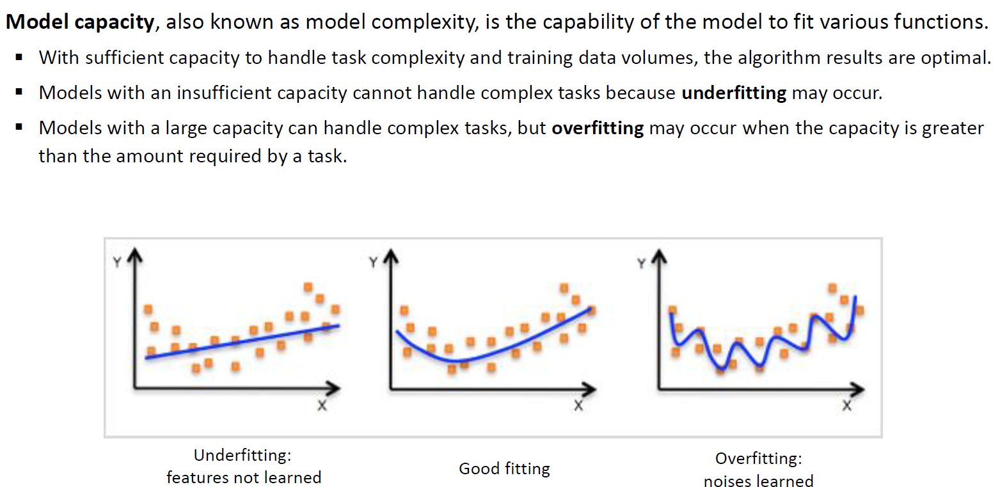 Model capacity, also known as model complexity, is the capability of the model to fit various functions.
▪ With sufficient capacity to handle task complexity and training data volumes, the algorithm results are optimal.
▪ Models with an insufficient capacity cannot handle complex tasks because underfitting may occur.
▪ Models with a large capacity can handle complex tasks, but overfitting may occur when the capacity is greater
than the amount required by a task.
Y
X
Y
X
Y
X
Underfitting:
features not learned
Good fitting
Overfitting:
noises learned